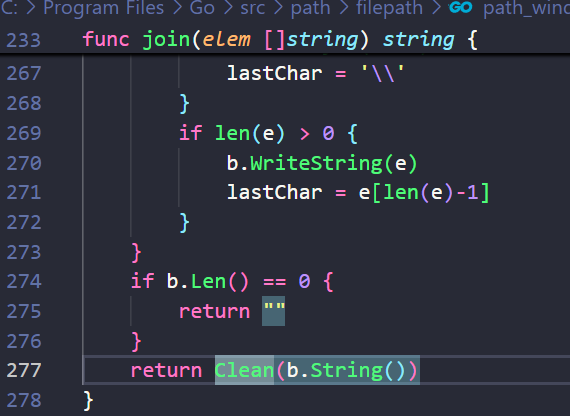 C: > Program Files > Go > src > path > filepath > GO path_wind
233 func join(elem []string) string {
267 lastChar = '\\'
268 }
269 if len(e) > 0 {
270 b.WriteString(e)
271 lastChar = e[len(e)-1]
272 }
273 }
274 if b.Len() == 0 {
275 return ""
276 }
277 return Clean(b.String())
278 }